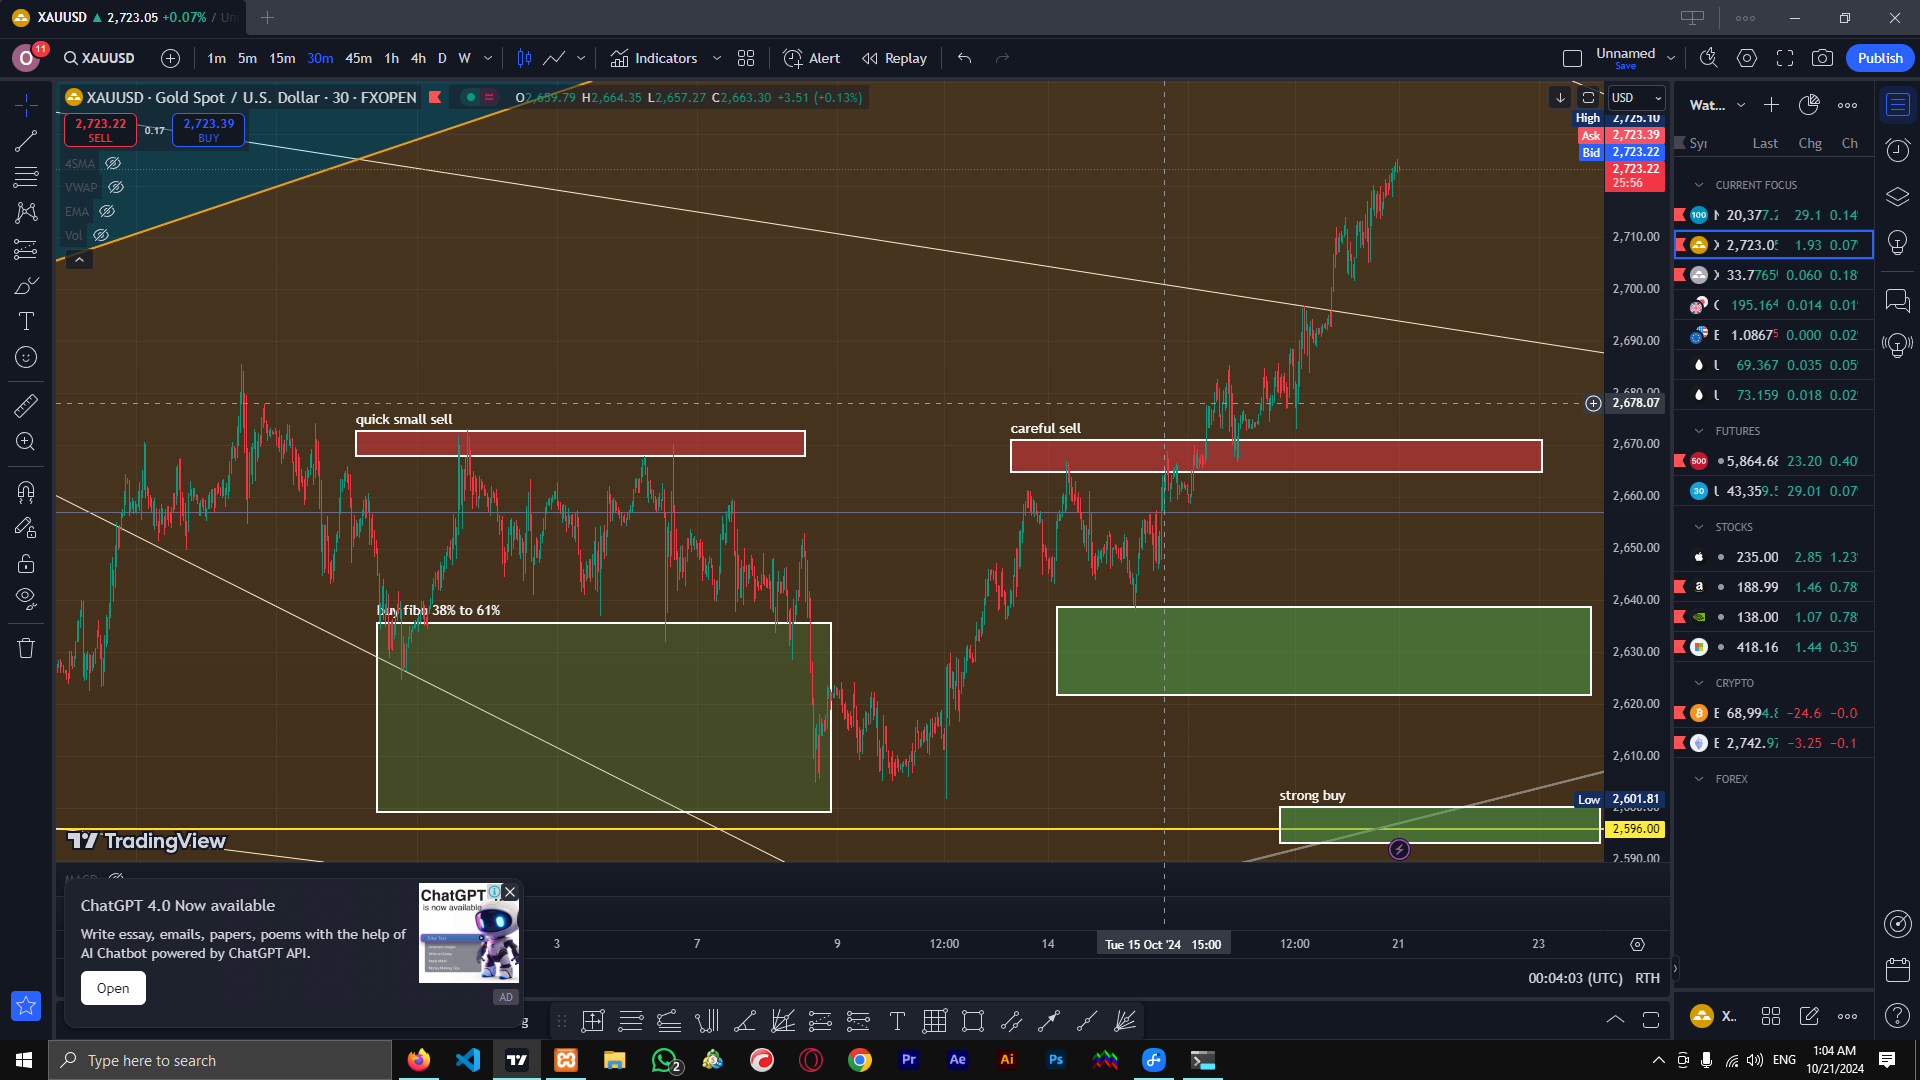 XAUUSD ▲ 2,723.05 +0.07% / Un
O 11 XAUUSD 1m 5m 15m 30m 45m 1h 4h D W Indicators Alert Replay Unnamed Save Publish
XAUUSD · Gold Spot / U.S. Dollar · 30 · FXOPEN O2,659.79 H2,664.35 L2,657.27 C2,663.30 +3.51 (+0.13%)
2,723.22 SELL 0.17 2,723.39 BUY
4SMA
VWAP
EMA
Vol
quick small sell
careful sell
buy fibo 38% to 61%
strong buy
TradingView
USD
High 2,725.10
Ask 2,723.39
Bid 2,723.22
2,723.22
25:56
2,710.00
2,700.00
2,690.00
2,680.00
2,678.07
2,670.00
2,660.00
2,650.00
2,640.00
2,630.00
2,620.00
2,610.00
Low 2,601.81
2,596.00
2,590.00
MACD
3 7 9 12:00 14 Tue 15 Oct '24 15:00 12:00 21 23
00:04:03 (UTC) RTH
ChatGPT 4.0 Now available
Write essay, emails, papers, poems with the help of
AI Chatbot powered by ChatGPT API.
Open
ChatGPT
is now available
AD
Wat...
Syr Last Chg Ch
CURRENT FOCUS
100 20,377.2 29.1 0.14
X 2,723.05 1.93 0.07
X 33.7765 0.060 0.18
195.164 0.014 0.01
E 1.08675 0.000 0.02
U 69.367 0.035 0.05
U 73.159 0.018 0.02
FUTURES
500 5,864.68 23.20 0.40
30 U 43,359.5 29.01 0.07
STOCKS
235.00 2.85 1.23
188.99 1.46 0.78
138.00 1.07 0.78
418.16 1.44 0.35
CRYPTO
68,994.8 −24.6 −0.0
E 2,742.97 −3.25 −0.1
FOREX
X..
Type here to search
2
Pr Ae Ai Ps
ENG
1:04 AM
10/21/2024